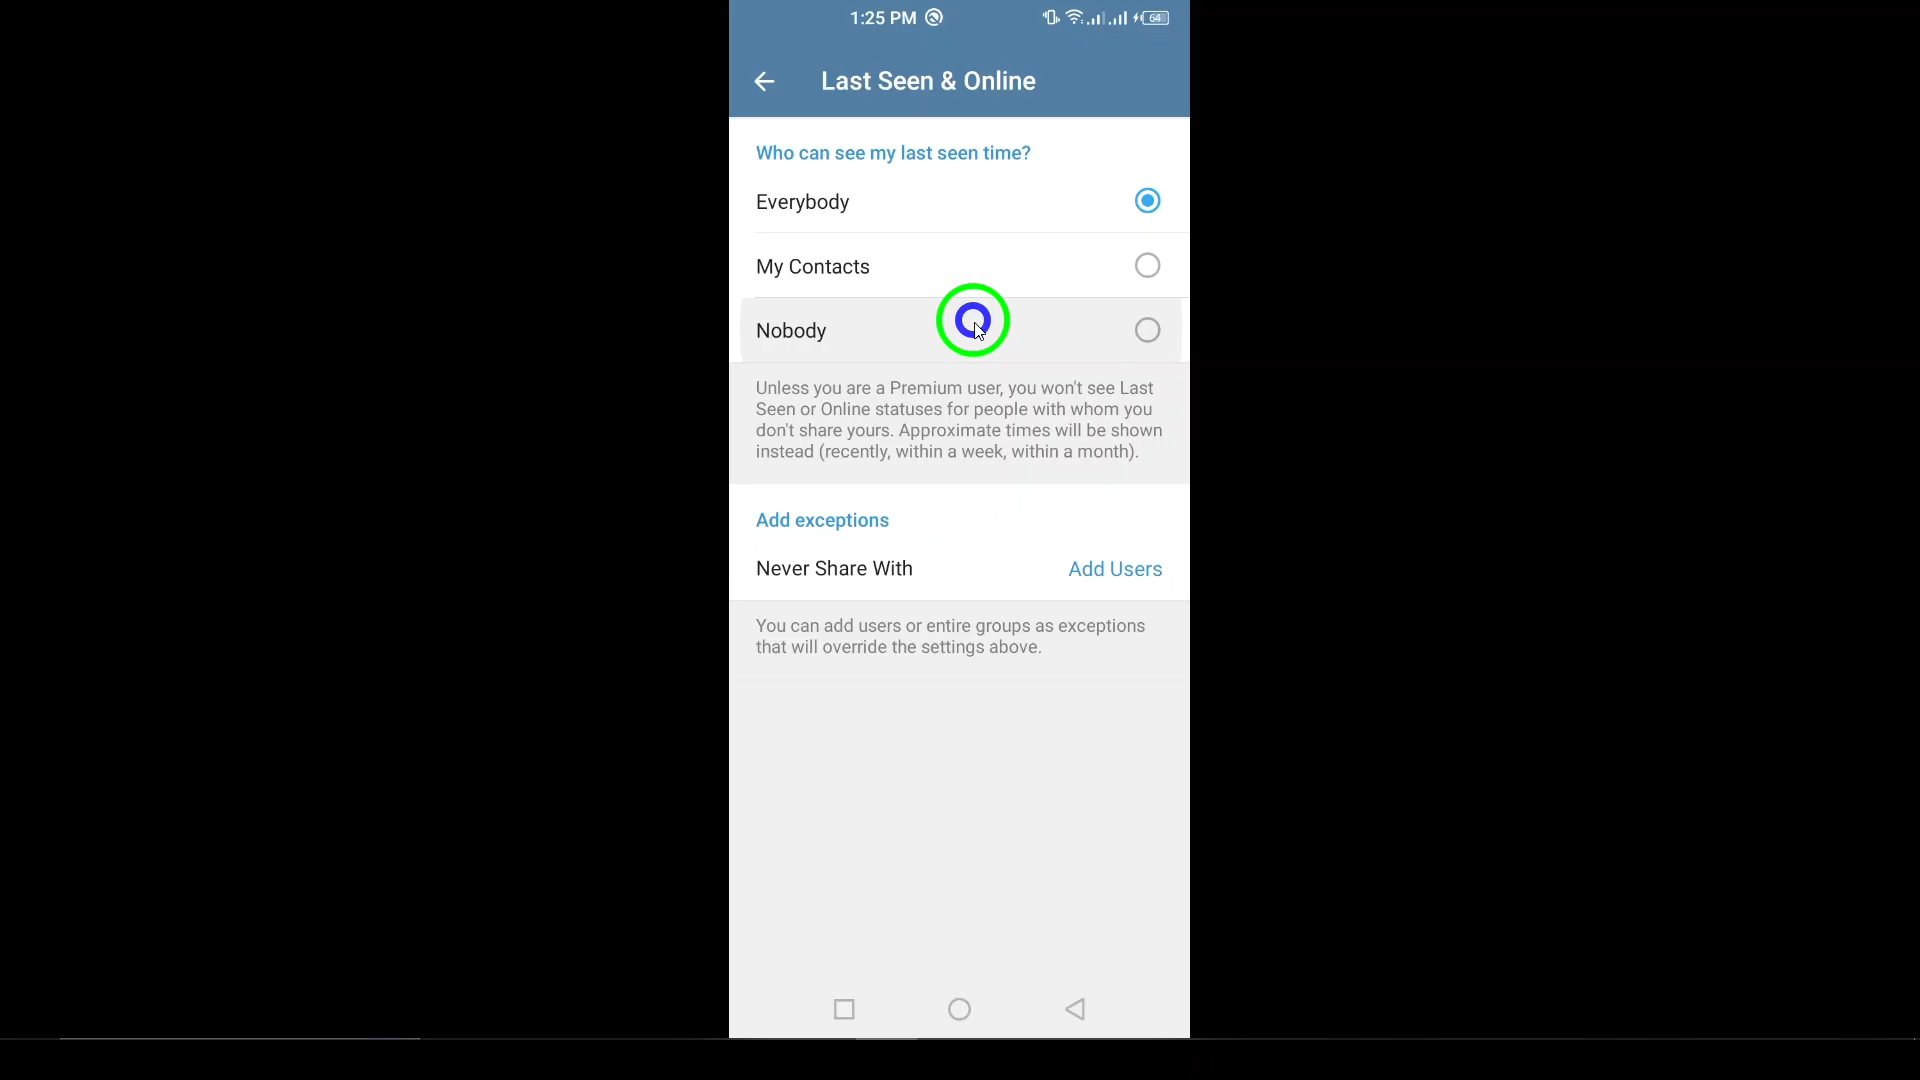 1:25 PM
64
Last Seen & Online
Who can see my last seen time?
Everybody
My Contacts
Nobody
Unless you are a Premium user, you won't see Last
Seen or Online statuses for people with whom you
don't share yours. Approximate times will be shown
instead (recently, within a week, within a month).
Add exceptions
Never Share With Add Users
You can add users or entire groups as exceptions
that will override the settings above.